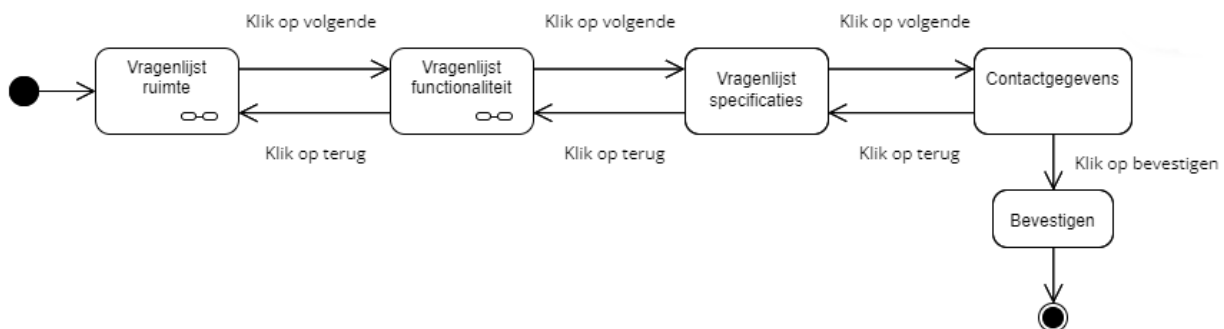 Klik op volgende
Klik op volgende
Klik op volgende
Vragenlijst
ruimte
Vragenlijst
functionaliteit
Vragenlijst
specificaties
Contactgegevens
Klik op terug
Klik op terug
Klik op terug
Klik op bevestigen
Bevestigen